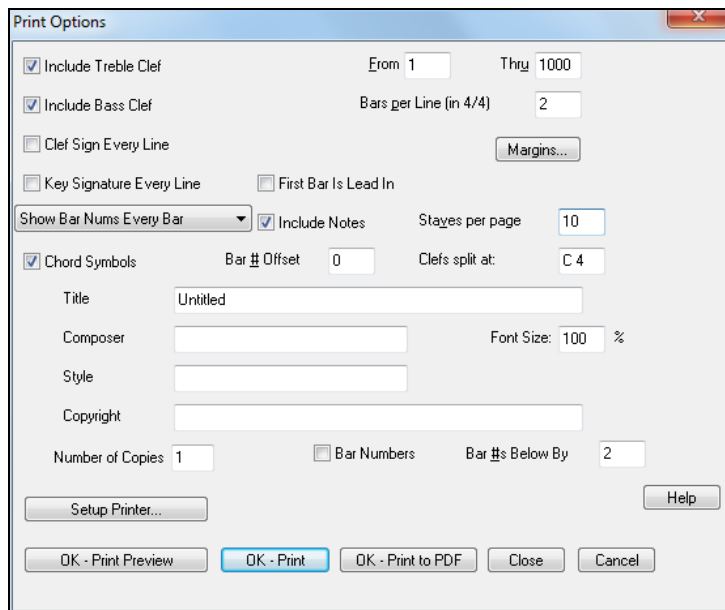 Print Options
Include Treble Clef From 1 Thru 1000
Include Bass Clef Bars per Line (in 4/4) 2
Clef Sign Every Line Margins...
Key Signature Every Line First Bar Is Lead In
Show Bar Nums Every Bar Include Notes Staves per page 10
Chord Symbols Bar # Offset 0 Clefs split at: C 4
Title Untitled
Composer Font Size: 100 %
Style
Copyright
Number of Copies 1 Bar Numbers Bar #s Below By 2
Setup Printer... Help
OK - Print Preview OK - Print OK - Print to PDF Close Cancel